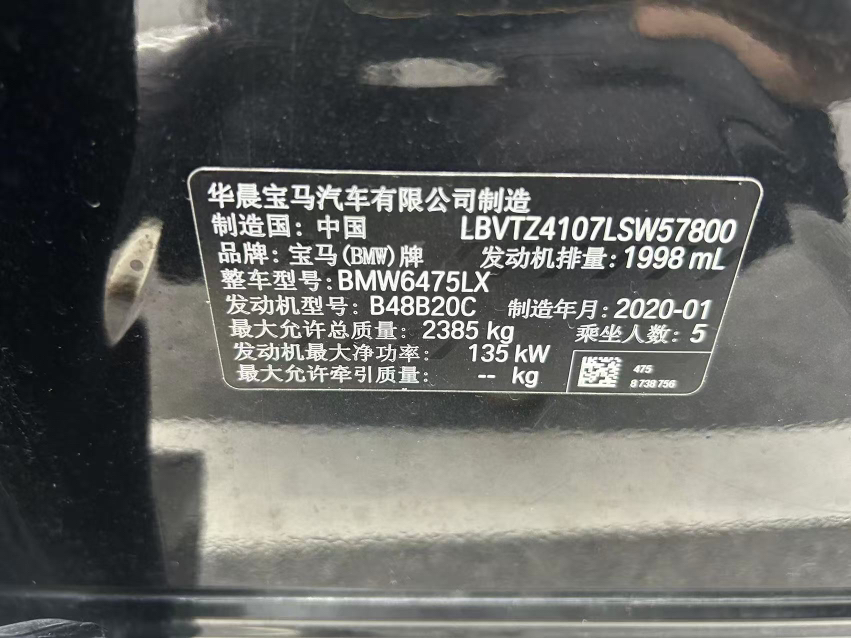 华晨宝马汽车有限公司制造
制造国: 中国 LBVTZ4107LSW57800
品牌: 宝马(BMW)牌 发动机排量: 1998 mL
整车型号: BMW6475LX
发动机型号: B48B20C 制造年月: 2020-01
最大允许总质量: 2385 kg 乘坐人数: 5
发动机最大净功率: 135 kW
最大允许牵引质量: -- kg
475
8 738 756